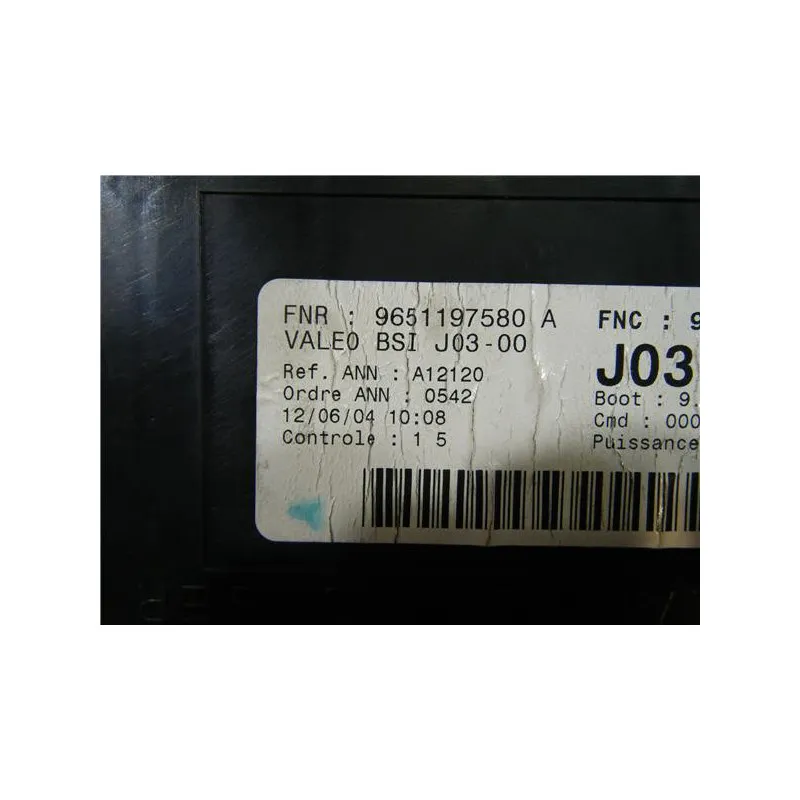 FNR : 9651197580 A
VALEO BSI J03-00
Ref. ANN : A12120
Ordre ANN : 0542
12/06/04 10:08
Controle : 1 5
FNC : 9
J03
Boot : 9.
Cmd : 000
Puissance